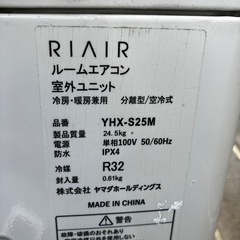 RIAIR
ルームエアコン
室外ユニット
冷房・暖房兼用 分離型/空冷式
品番 YHX-S25M
製品質量 24.5kg
電源 単相100V 50/60Hz
防水 IPX4
冷媒 R32
封入量 0.61kg
株式会社 ヤマダホールディングス
MADE IN CHINA
警告